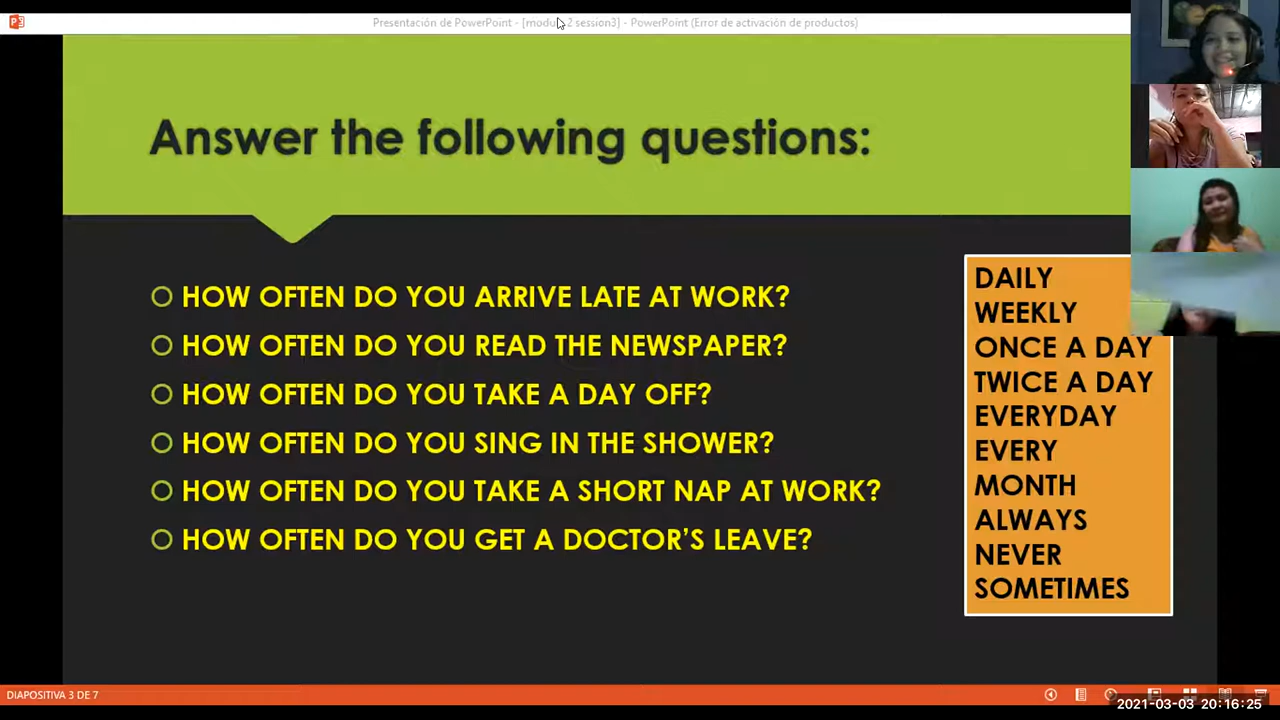 Presentación de PowerPoint - [modu 2 session3] - PowerPoint (Error de activación de productos)
Answer the following questions:
HOW OFTEN DO YOU ARRIVE LATE AT WORK?
HOW OFTEN DO YOU READ THE NEWSPAPER?
HOW OFTEN DO YOU TAKE A DAY OFF?
HOW OFTEN DO YOU SING IN THE SHOWER?
HOW OFTEN DO YOU TAKE A SHORT NAP AT WORK?
HOW OFTEN DO YOU GET A DOCTOR'S LEAVE?
DAILY
WEEKLY
ONCE A DAY
TWICE A DAY
EVERYDAY
EVERY
MONTH
ALWAYS
NEVER
SOMETIMES
DIAPOSITIVA 3 DE 7
2021-03-03 20:16:25